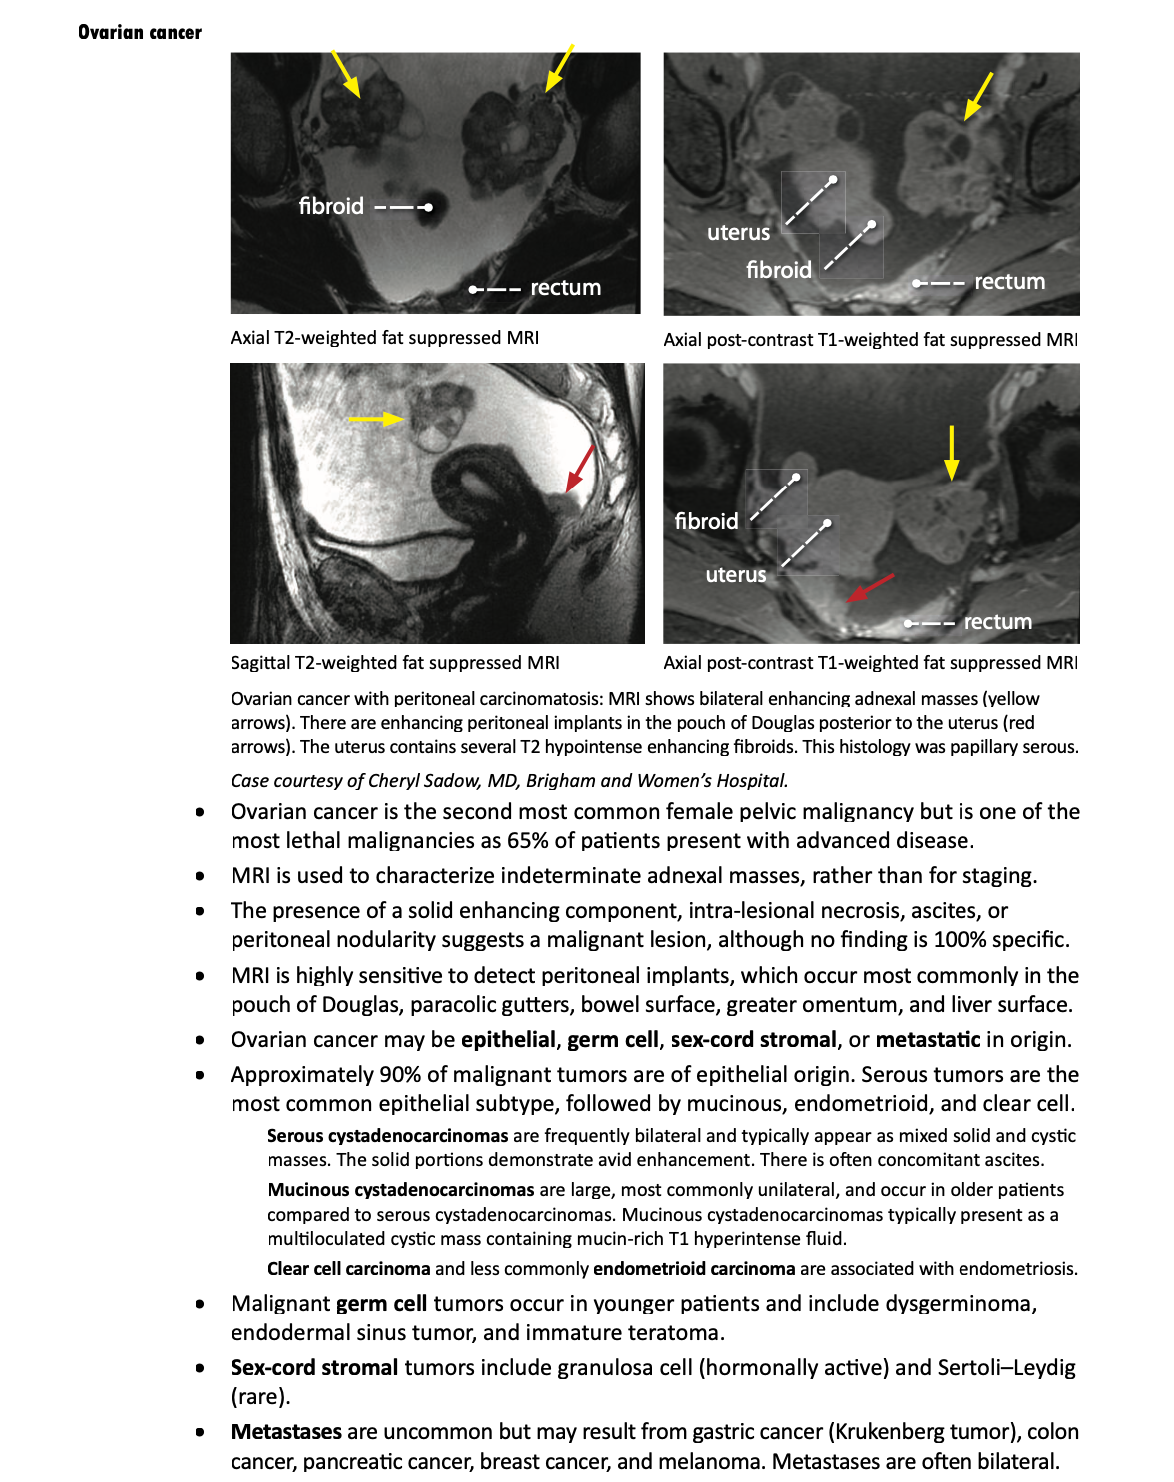 Ovarian cancer
fibroid
rectum
uterus
fibroid
rectum
Axial T2-weighted fat suppressed MRI
Axial post-contrast T1-weighted fat suppressed MRI
fibroid
uterus
rectum
Sagittal T2-weighted fat suppressed MRI
Axial post-contrast T1-weighted fat suppressed MRI
Ovarian cancer with peritoneal carcinomatosis: MRI shows bilateral enhancing adnexal masses (yellow
arrows). There are enhancing peritoneal implants in the pouch of Douglas posterior to the uterus (red
arrows). The uterus contains several T2 hypointense enhancing fibroids. This histology was papillary serous.
Case courtesy of Cheryl Sadow, MD, Brigham and Women's Hospital.
• Ovarian cancer is the second most common female pelvic malignancy but is one of the
most lethal malignancies as 65% of patients present with advanced disease.
• MRI is used to characterize indeterminate adnexal masses, rather than for staging.
• The presence of a solid enhancing component, intra-lesional necrosis, ascites, or
peritoneal nodularity suggests a malignant lesion, although no finding is 100% specific.
• MRI is highly sensitive to detect peritoneal implants, which occur most commonly in the
pouch of Douglas, paracolic gutters, bowel surface, greater omentum, and liver surface.
• Ovarian cancer may be epithelial, germ cell, sex-cord stromal, or metastatic in origin.
• Approximately 90% of malignant tumors are of epithelial origin. Serous tumors are the
most common epithelial subtype, followed by mucinous, endometrioid, and clear cell.
Serous cystadenocarcinomas are frequently bilateral and typically appear as mixed solid and cystic
masses. The solid portions demonstrate avid enhancement. There is often concomitant ascites.
Mucinous cystadenocarcinomas are large, most commonly unilateral, and occur in older patients
compared to serous cystadenocarcinomas. Mucinous cystadenocarcinomas typically present as a
multiloculated cystic mass containing mucin-rich T1 hyperintense fluid.
Clear cell carcinoma and less commonly endometrioid carcinoma are associated with endometriosis.
• Malignant germ cell tumors occur in younger patients and include dysgerminoma,
endodermal sinus tumor, and immature teratoma.
• Sex-cord stromal tumors include granulosa cell (hormonally active) and Sertoli–Leydig
(rare).
• Metastases are uncommon but may result from gastric cancer (Krukenberg tumor), colon
cancer, pancreatic cancer, breast cancer, and melanoma. Metastases are often bilateral.